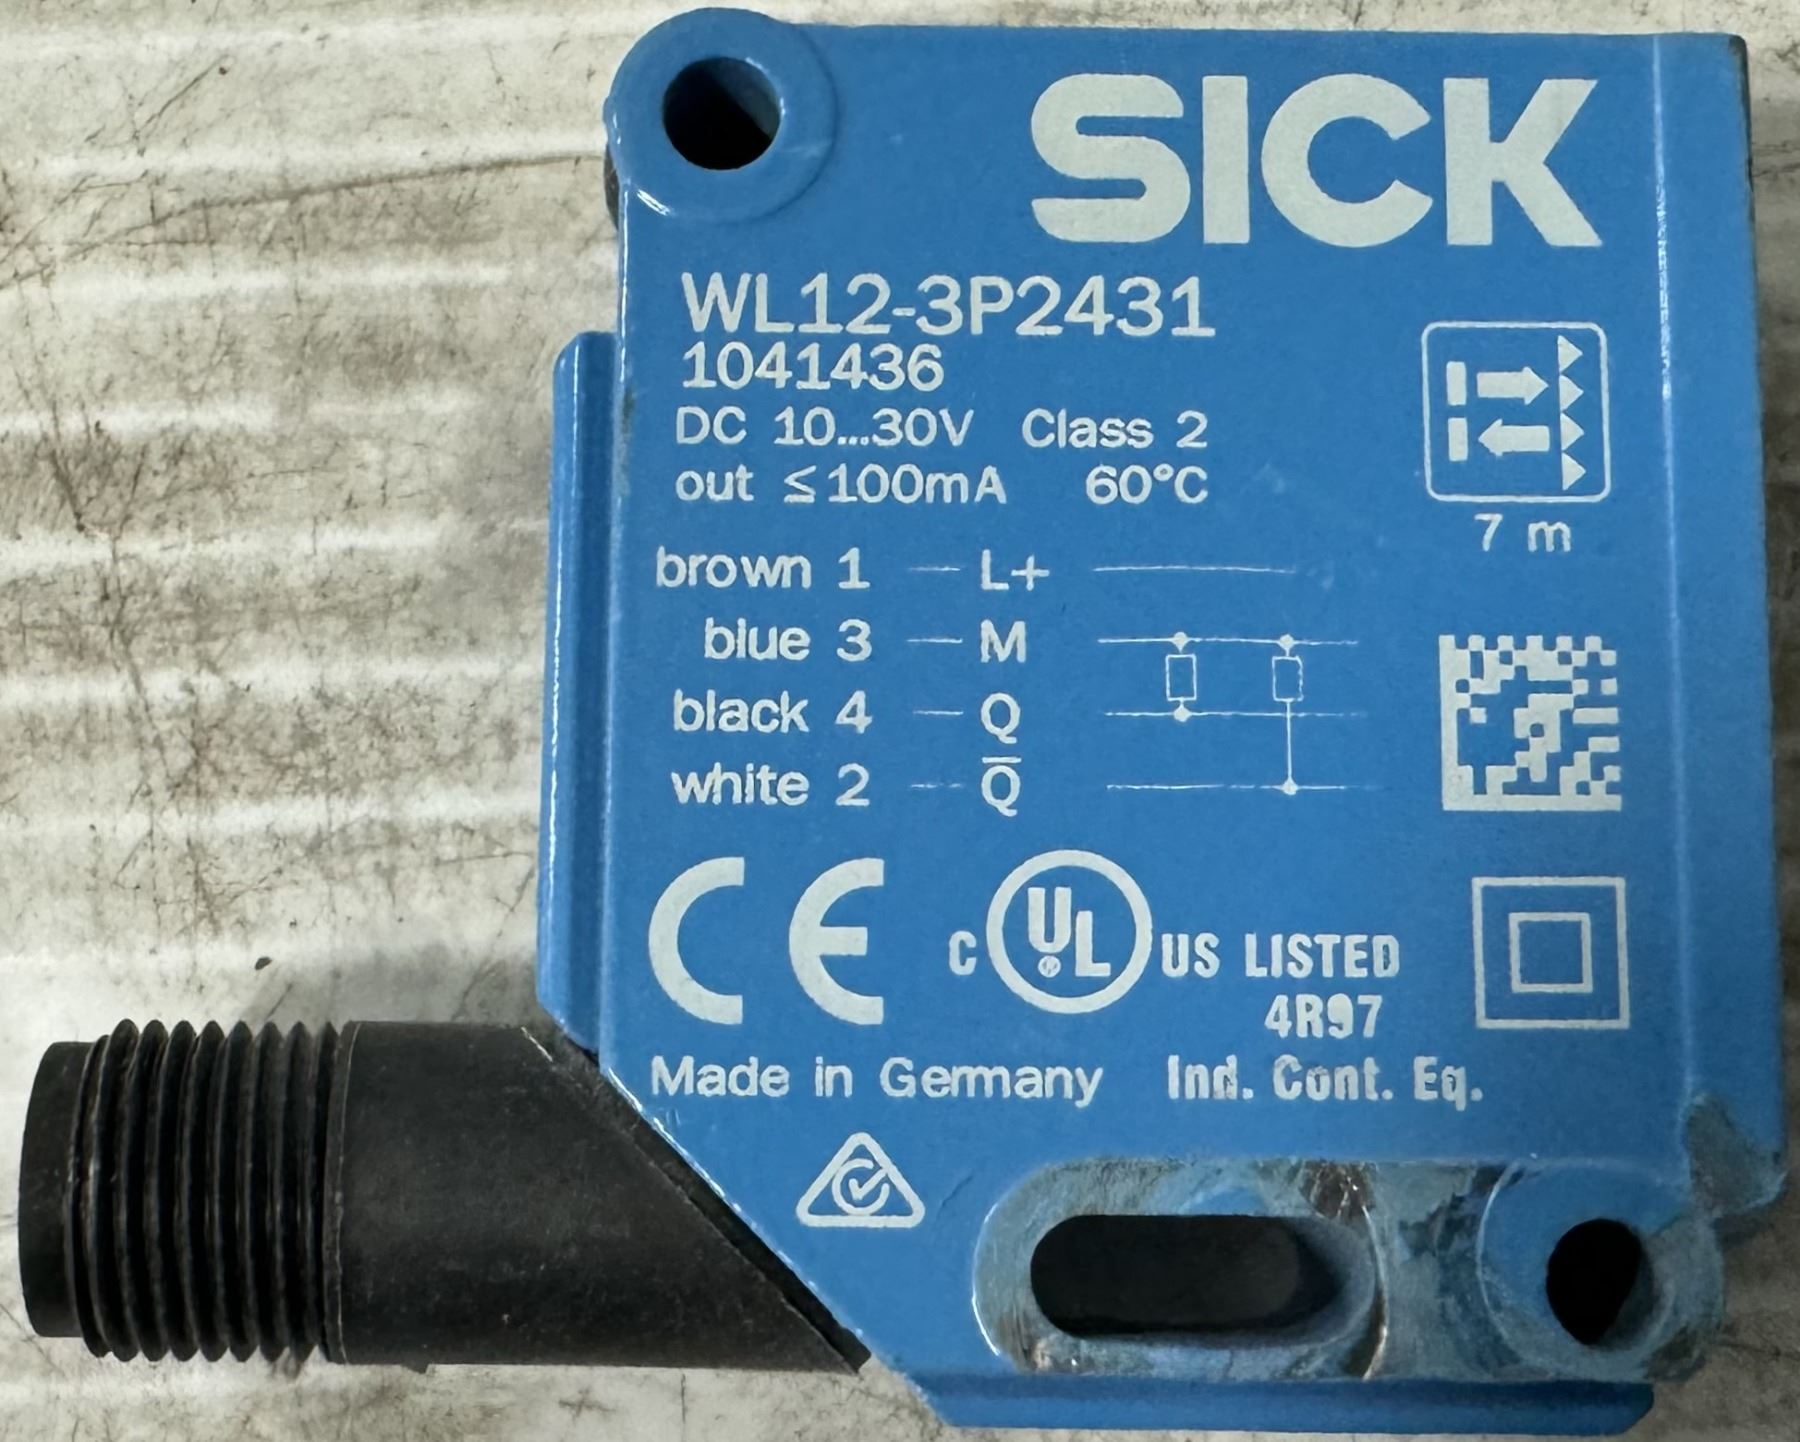 SICK
WL12-3P2431
1041436
DC 10...30V Class 2
out ≤100mA 60°C
7 m
brown 1 L+
blue 3 M
black 4 Q
white 2 Q̅
CE
C UL US LISTED
4R97
Made in Germany Ind. Cont. Eq.